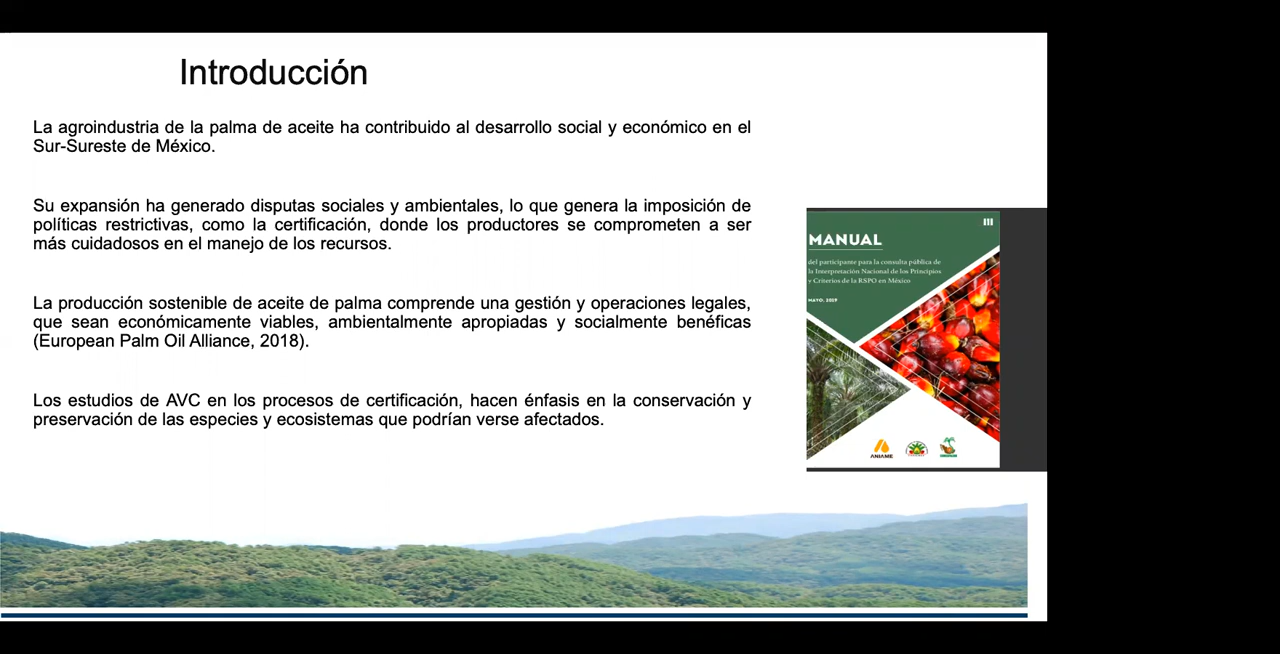 Introducción
La agroindustria de la palma de aceite ha contribuido al desarrollo social y económico en el
Sur-Sureste de México.
Su expansión ha generado disputas sociales y ambientales, lo que genera la imposición de
políticas restrictivas, como la certificación, donde los productores se comprometen a ser
más cuidadosos en el manejo de los recursos.
La producción sostenible de aceite de palma comprende una gestión y operaciones legales,
que sean económicamente viables, ambientalmente apropiadas y socialmente benéficas
(European Palm Oil Alliance, 2018).
Los estudios de AVC en los procesos de certificación, hacen énfasis en la conservación y
preservación de las especies y ecosistemas que podrían verse afectados.
MANUAL
del participante para la consulta pública de
la Interpretación Nacional de los Principios
y Criterios de la RSPO en México
MAYO, 2019
ANIAME